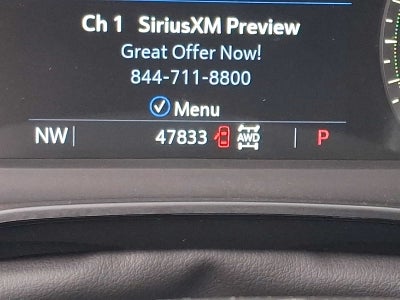 Ch 1 SiriusXM Preview
Great Offer Now!
844-711-8800
Menu
NW 47833 AWD P